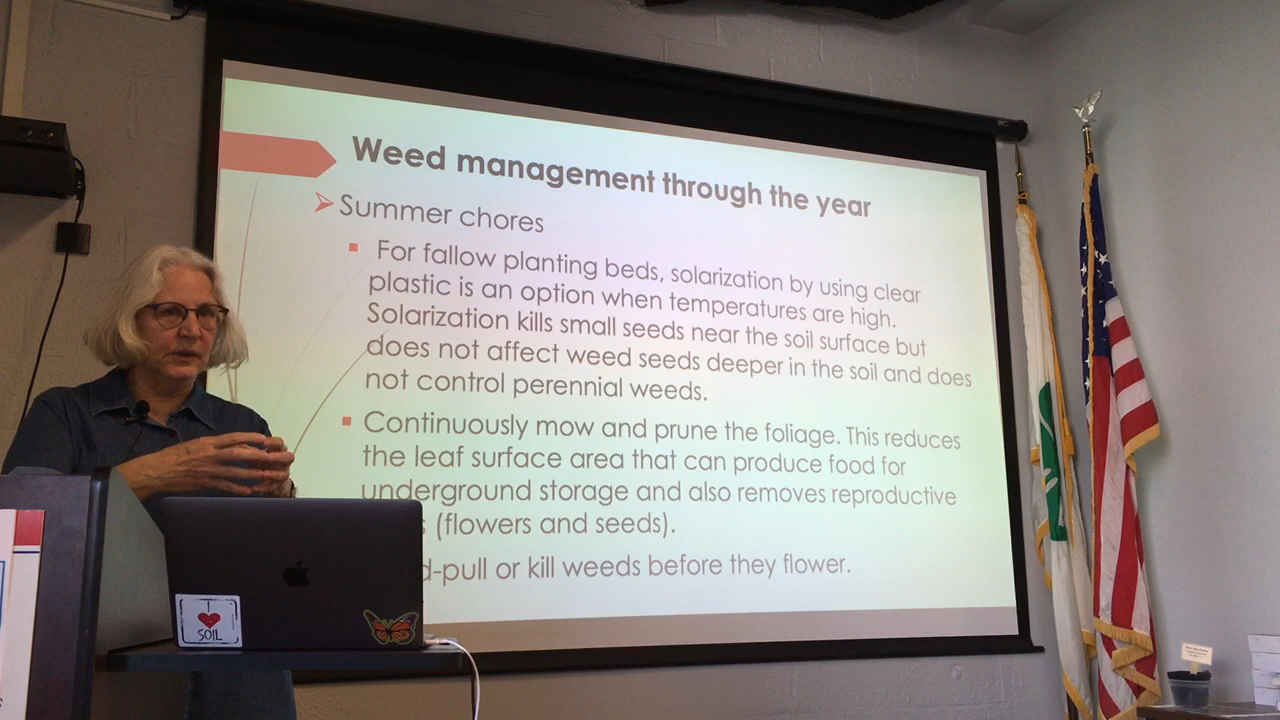 Weed management through the year
Summer chores
For fallow planting beds, solarization by using clear
plastic is an option when temperatures are high.
Solarization kills small seeds near the soil surface but
does not affect weed seeds deeper in the soil and does
not control perennial weeds.
Continuously mow and prune the foliage. This reduces
the leaf surface area that can produce food for
underground storage and also removes reproductive
(flowers and seeds).
or kill weeds before they flower.
I
SOIL